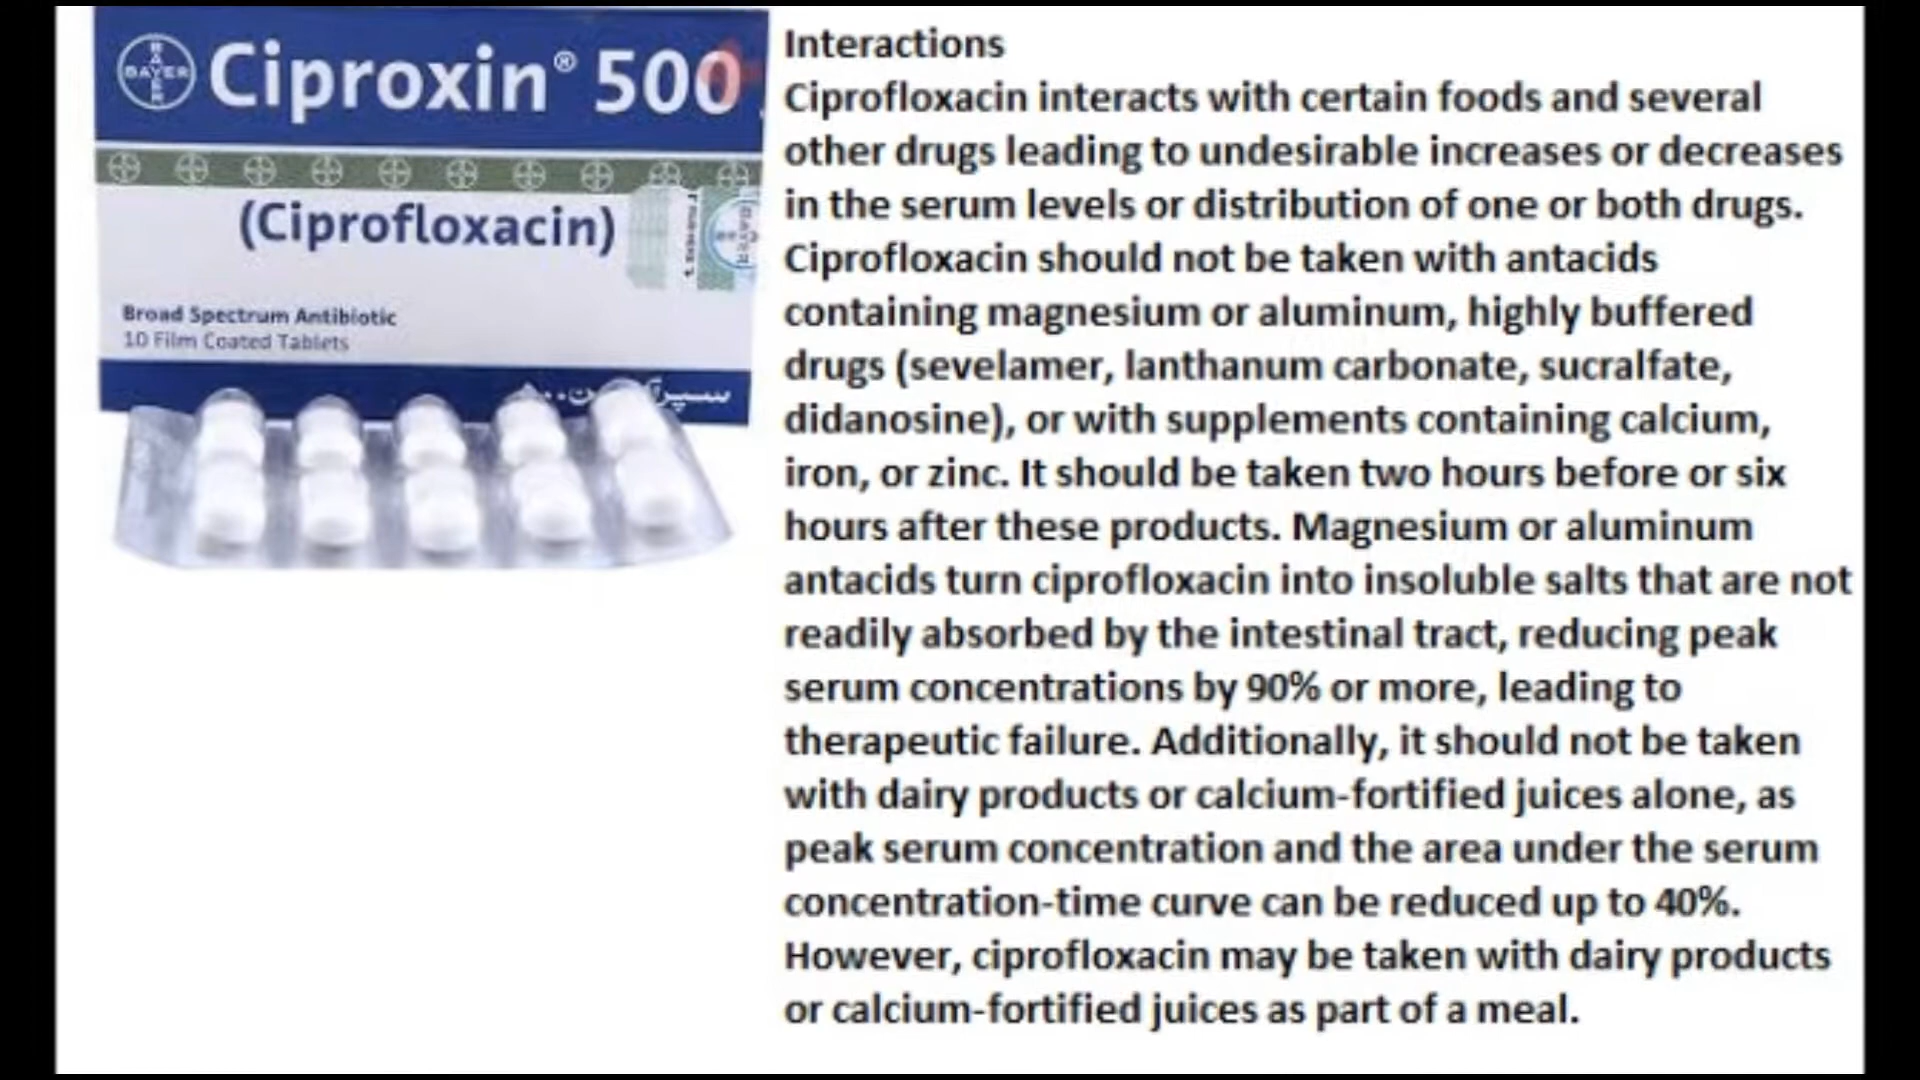 BAYER
BAYER
Ciproxin® 500
(Ciprofloxacin)
Broad Spectrum Antibiotic
10 Film Coated Tablets
Interactions
Ciprofloxacin interacts with certain foods and several
other drugs leading to undesirable increases or decreases
in the serum levels or distribution of one or both drugs.
Ciprofloxacin should not be taken with antacids
containing magnesium or aluminum, highly buffered
drugs (sevelamer, lanthanum carbonate, sucralfate,
didanosine), or with supplements containing calcium,
iron, or zinc. It should be taken two hours before or six
hours after these products. Magnesium or aluminum
antacids turn ciprofloxacin into insoluble salts that are not
readily absorbed by the intestinal tract, reducing peak
serum concentrations by 90% or more, leading to
therapeutic failure. Additionally, it should not be taken
with dairy products or calcium-fortified juices alone, as
peak serum concentration and the area under the serum
concentration-time curve can be reduced up to 40%.
However, ciprofloxacin may be taken with dairy products
or calcium-fortified juices as part of a meal.